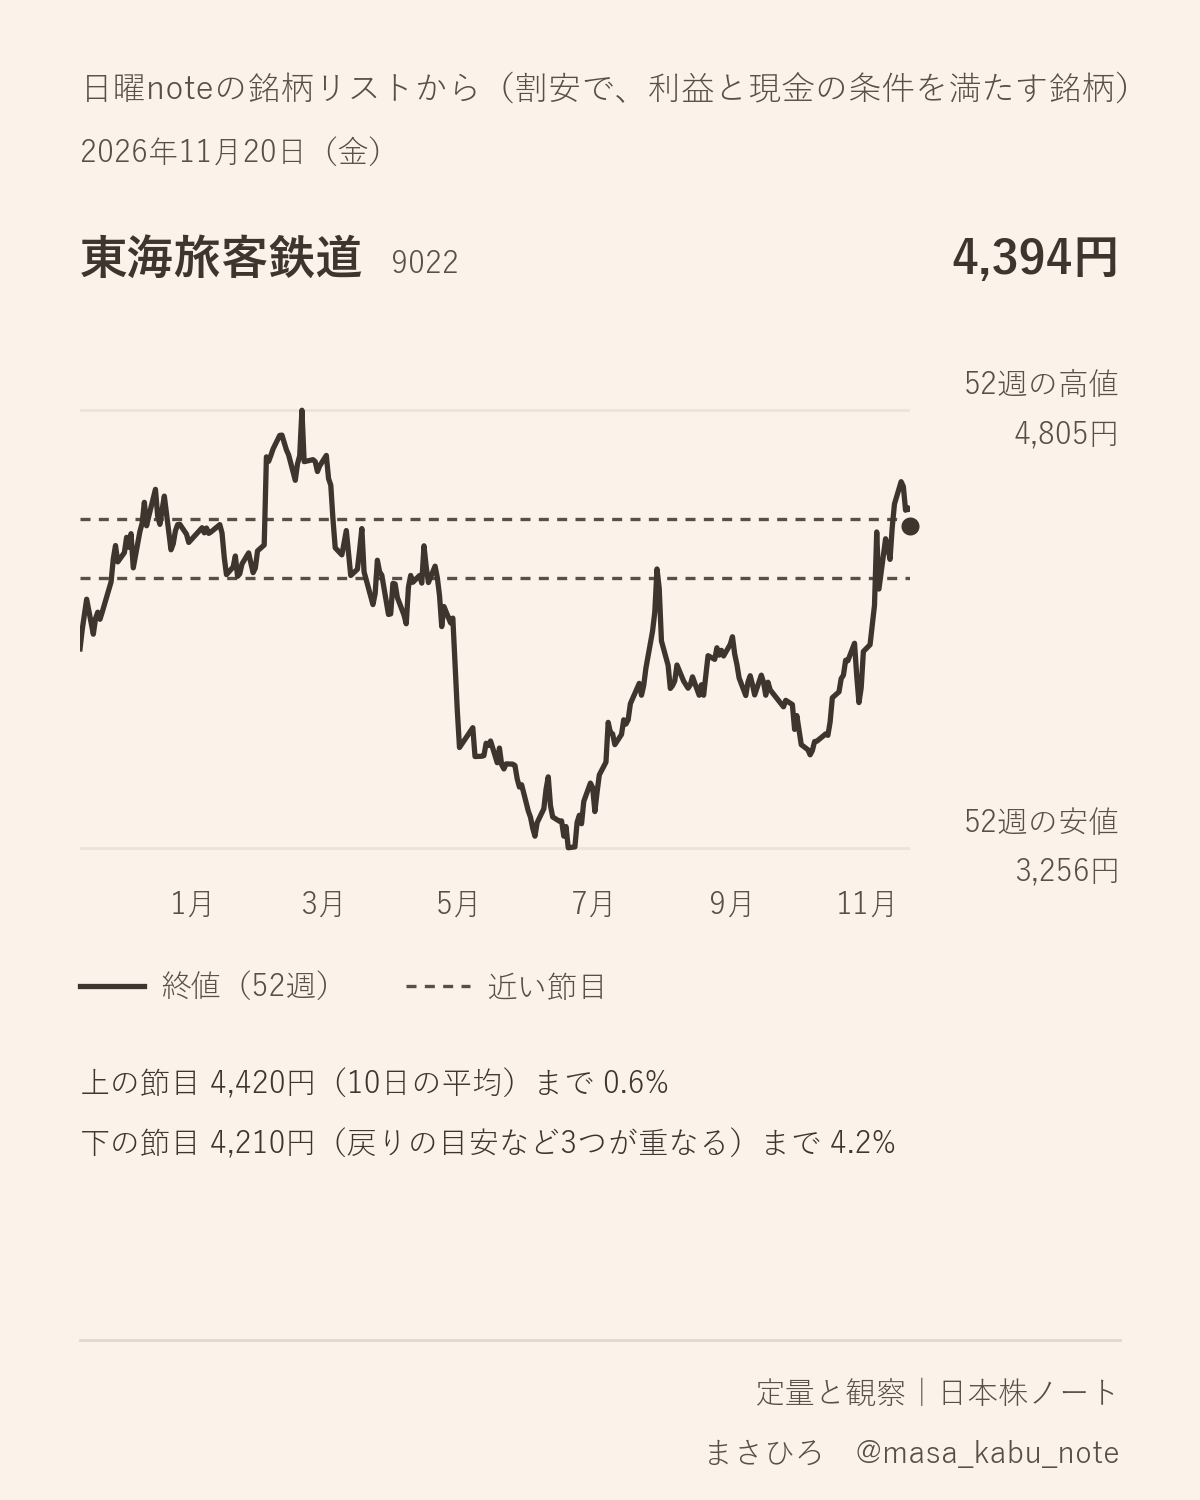 日曜noteの銘柄リストから（割安で、利益と現金の条件を満たす銘柄）
2026年11月20日（金）
東海旅客鉄道 9022 4,394円
52週の高値
4,805円
52週の安値
3,256円
1月 3月 5月 7月 9月 11月
終値（52週） 近い節目
上の節目 4,420円（10日の平均）まで 0.6%
下の節目 4,210円（戻りの目安など3つが重なる）まで 4.2%
定量と観察｜日本株ノート
まさひろ　@masa_kabu_note